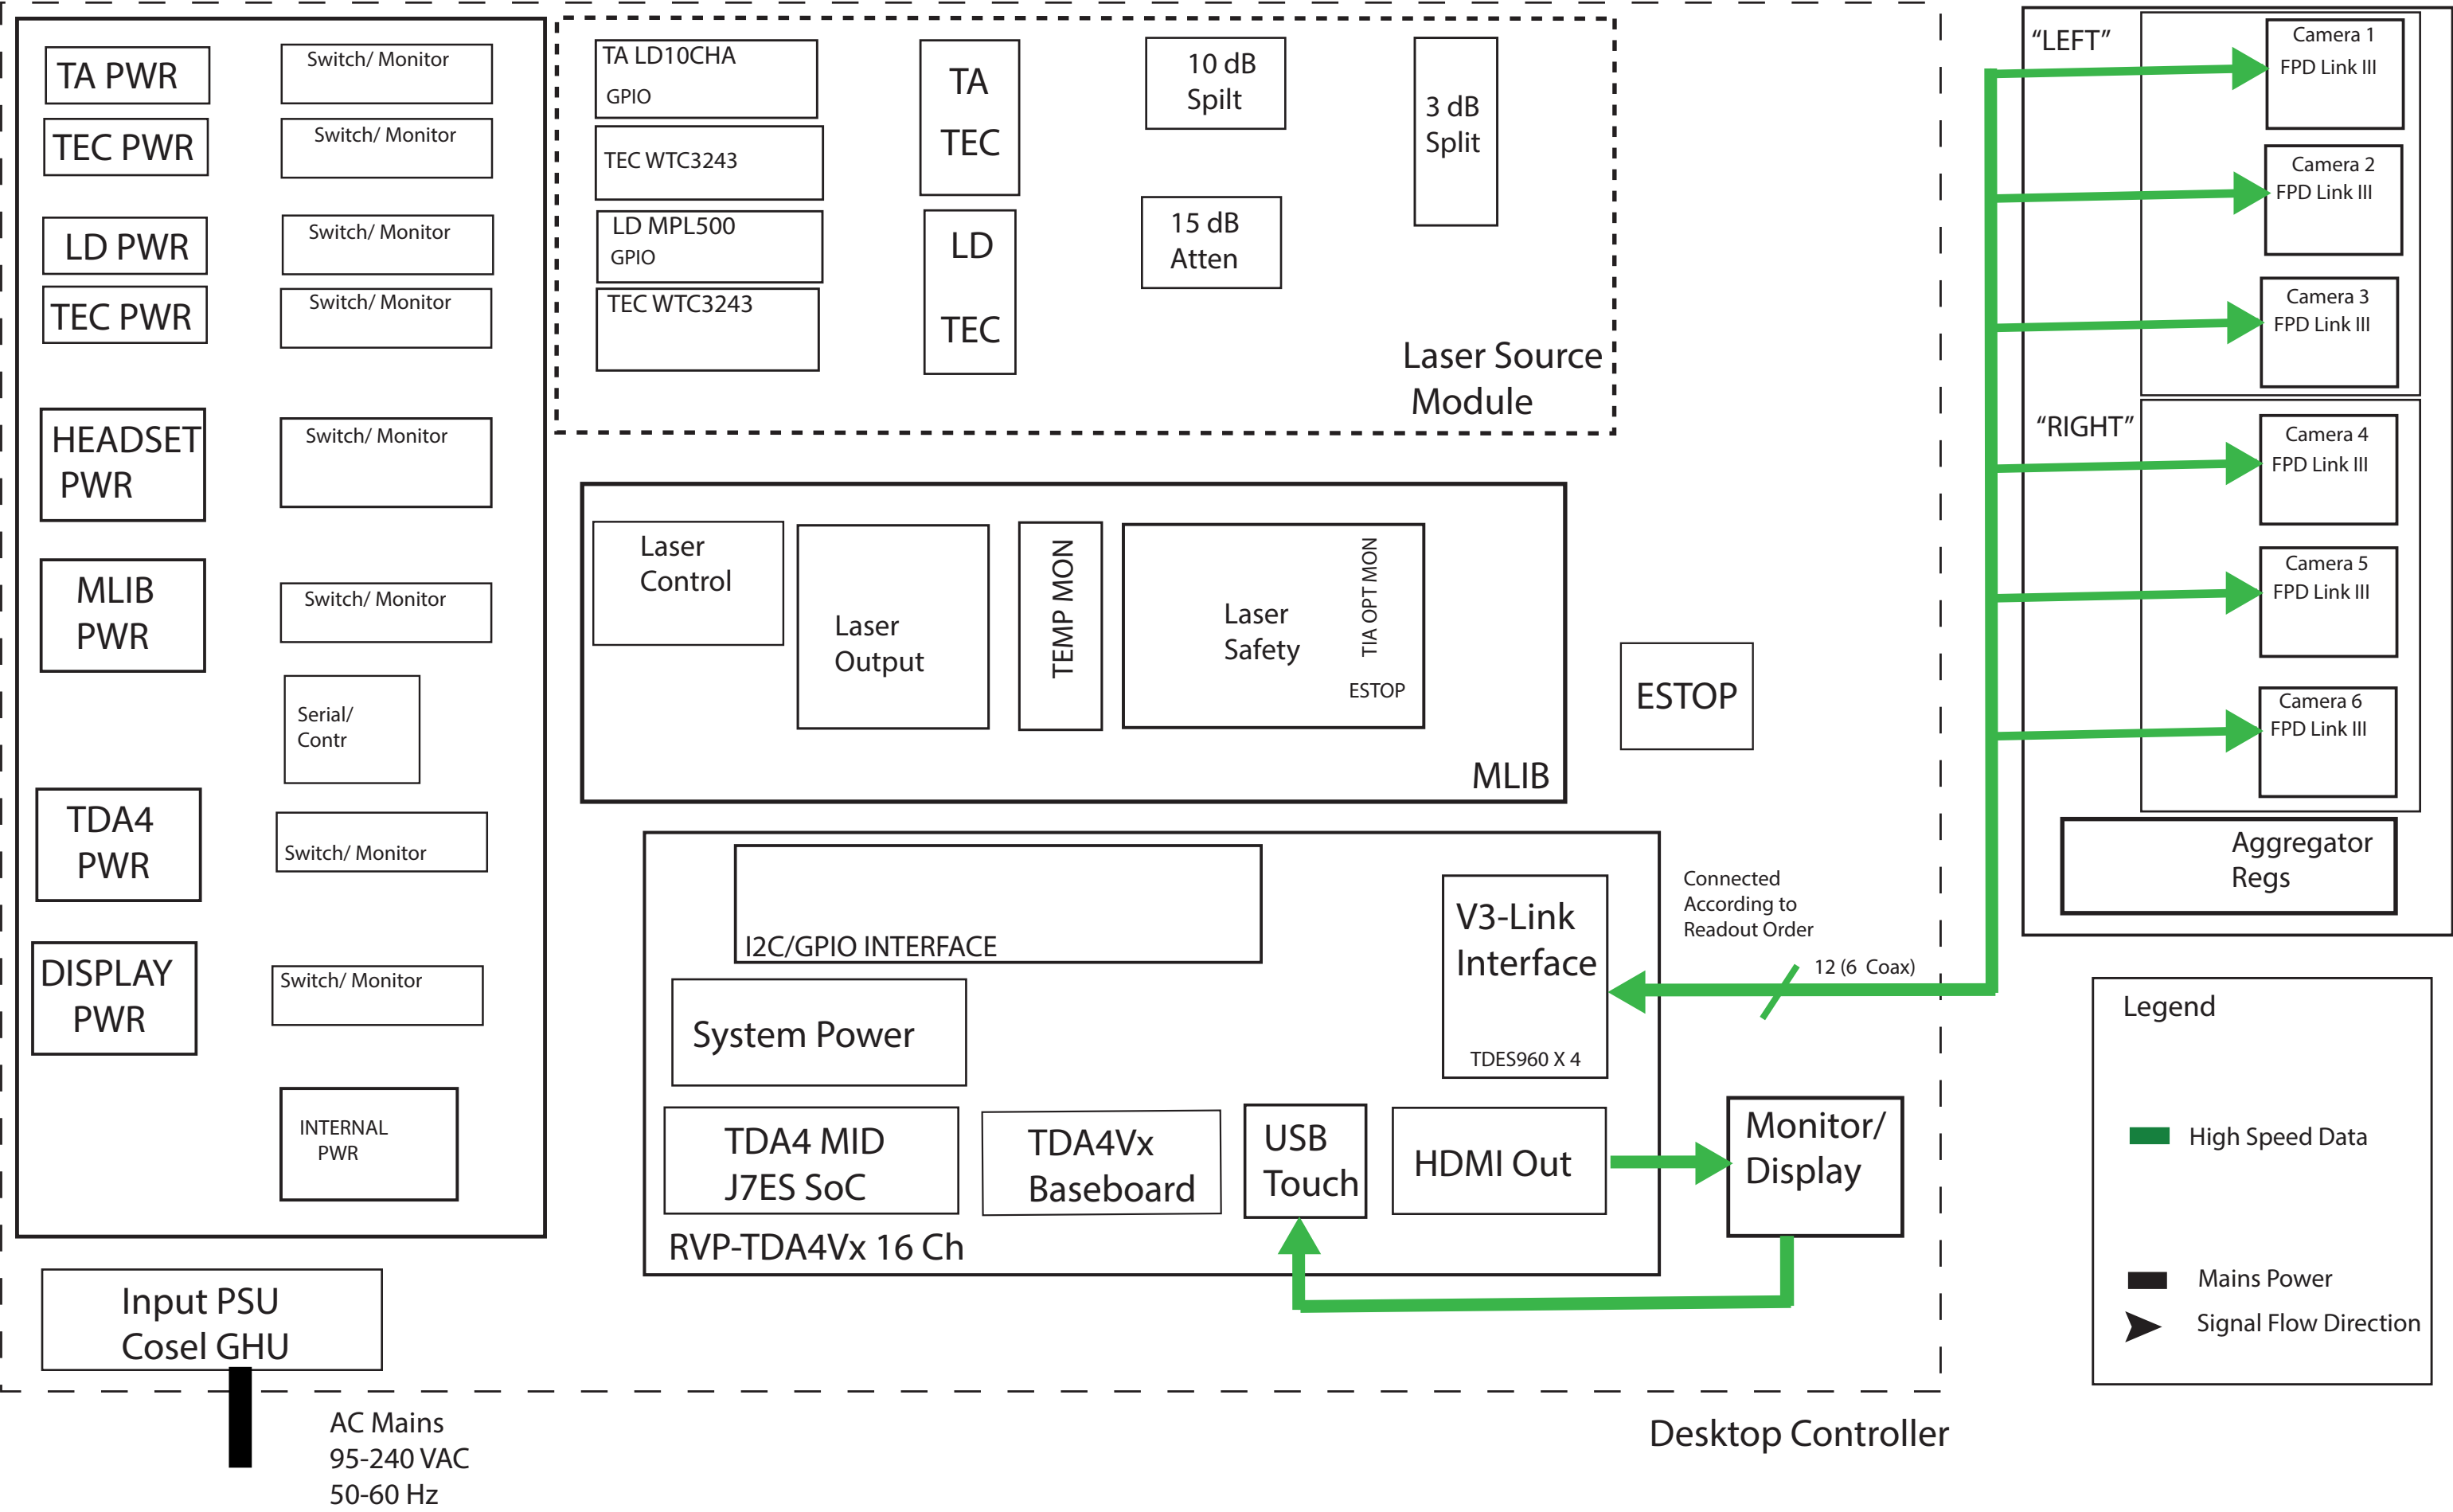 TA PWR
Switch/ Monitor
TEC PWR
Switch/ Monitor
LD PWR
Switch/ Monitor
TEC PWR
Switch/ Monitor
HEADSET
PWR
Switch/ Monitor
MLIB
PWR
Switch/ Monitor
Serial/
Contr
TDA4
PWR
Switch/ Monitor
DISPLAY
PWR
Switch/ Monitor
INTERNAL
PWR
Input PSU
Cosel GHU
AC Mains
95-240 VAC
50-60 Hz
TA LD10CHA
GPIO
TEC WTC3243
LD MPL500
GPIO
TEC WTC3243
TA
TEC
LD
TEC
10 dB
Spilt
15 dB
Atten
3 dB
Split
Laser Source
Module
Laser
Control
Laser
Output
TEMP MON
Laser
Safety
TIA OPT MON
ESTOP
MLIB
ESTOP
I2C/GPIO INTERFACE
V3-Link
Interface
TDES960 X 4
System Power
TDA4 MID
J7ES SoC
TDA4Vx
Baseboard
USB
Touch
HDMI Out
RVP-TDA4Vx 16 Ch
Connected
According to
Readout Order
12 (6 Coax)
Monitor/
Display
Desktop Controller
“LEFT”
Camera 1
FPD Link III
Camera 2
FPD Link III
Camera 3
FPD Link III
“RIGHT”
Camera 4
FPD Link III
Camera 5
FPD Link III
Camera 6
FPD Link III
Aggregator
Regs
Legend
High Speed Data
Mains Power
Signal Flow Direction